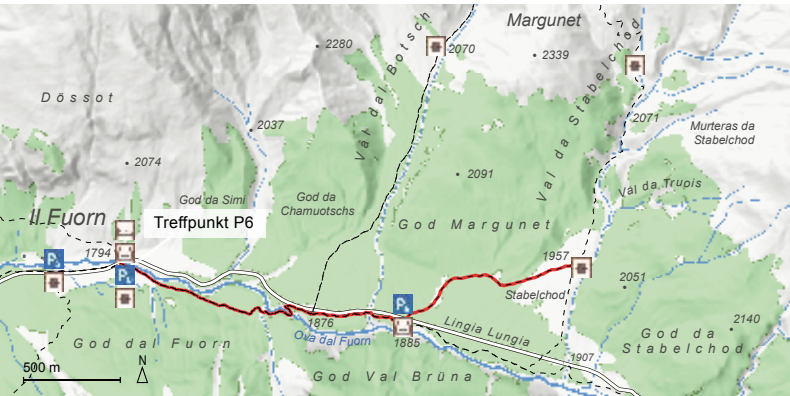 Margunet
2280
Val dal Botsch
2070
2339
Val da Stabelchod
Dössot
2037
2071
Murteras da
Stabelchod
2074
2091
God da Simi
God da
Chamuotschs
Val da Trupis
Il Fuorn
Treffpunkt P6
God Margunet
1794
1957
2051
Stabelchod
1876
Lingia Lungia
2140
God da
Stabelchod
God dal Fuorn
Ova dal Fuorn
1885
1907
500 m
N
God Val Brüna